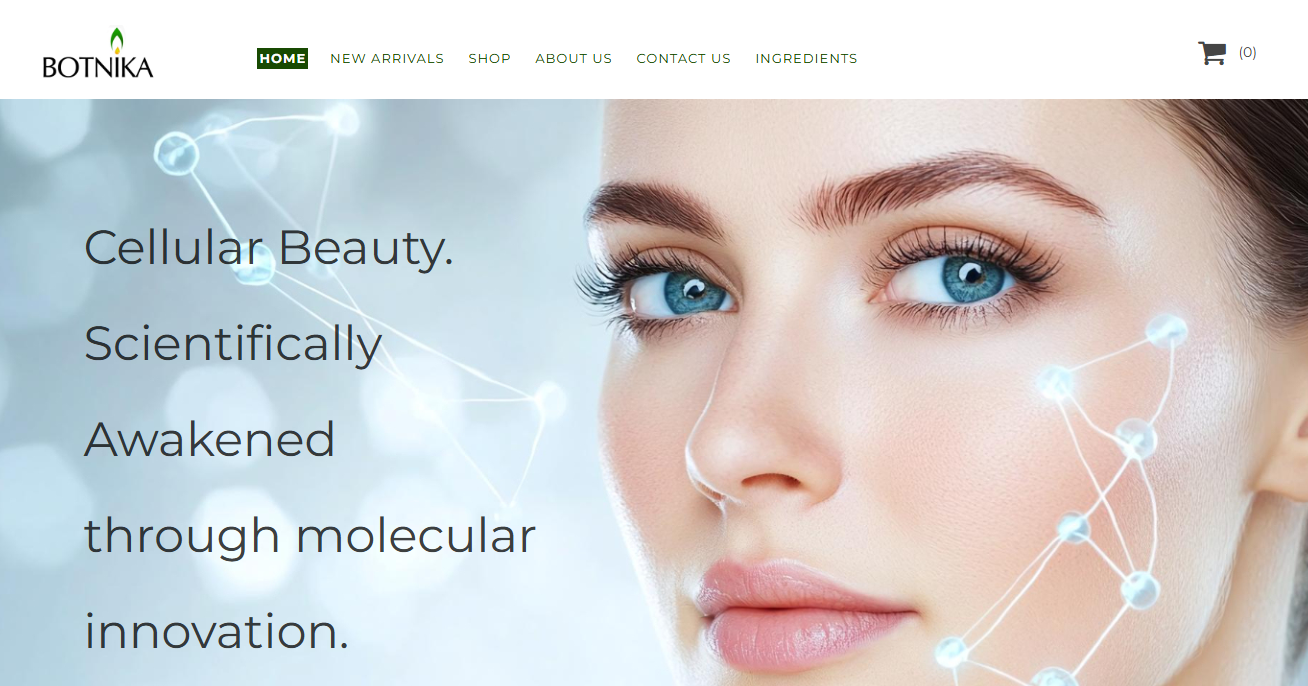 BOTNIKA
HOME NEW ARRIVALS SHOP ABOUT US CONTACT US INGREDIENTS
(0)
Cellular Beauty.
Scientifically
Awakened
through molecular
innovation.